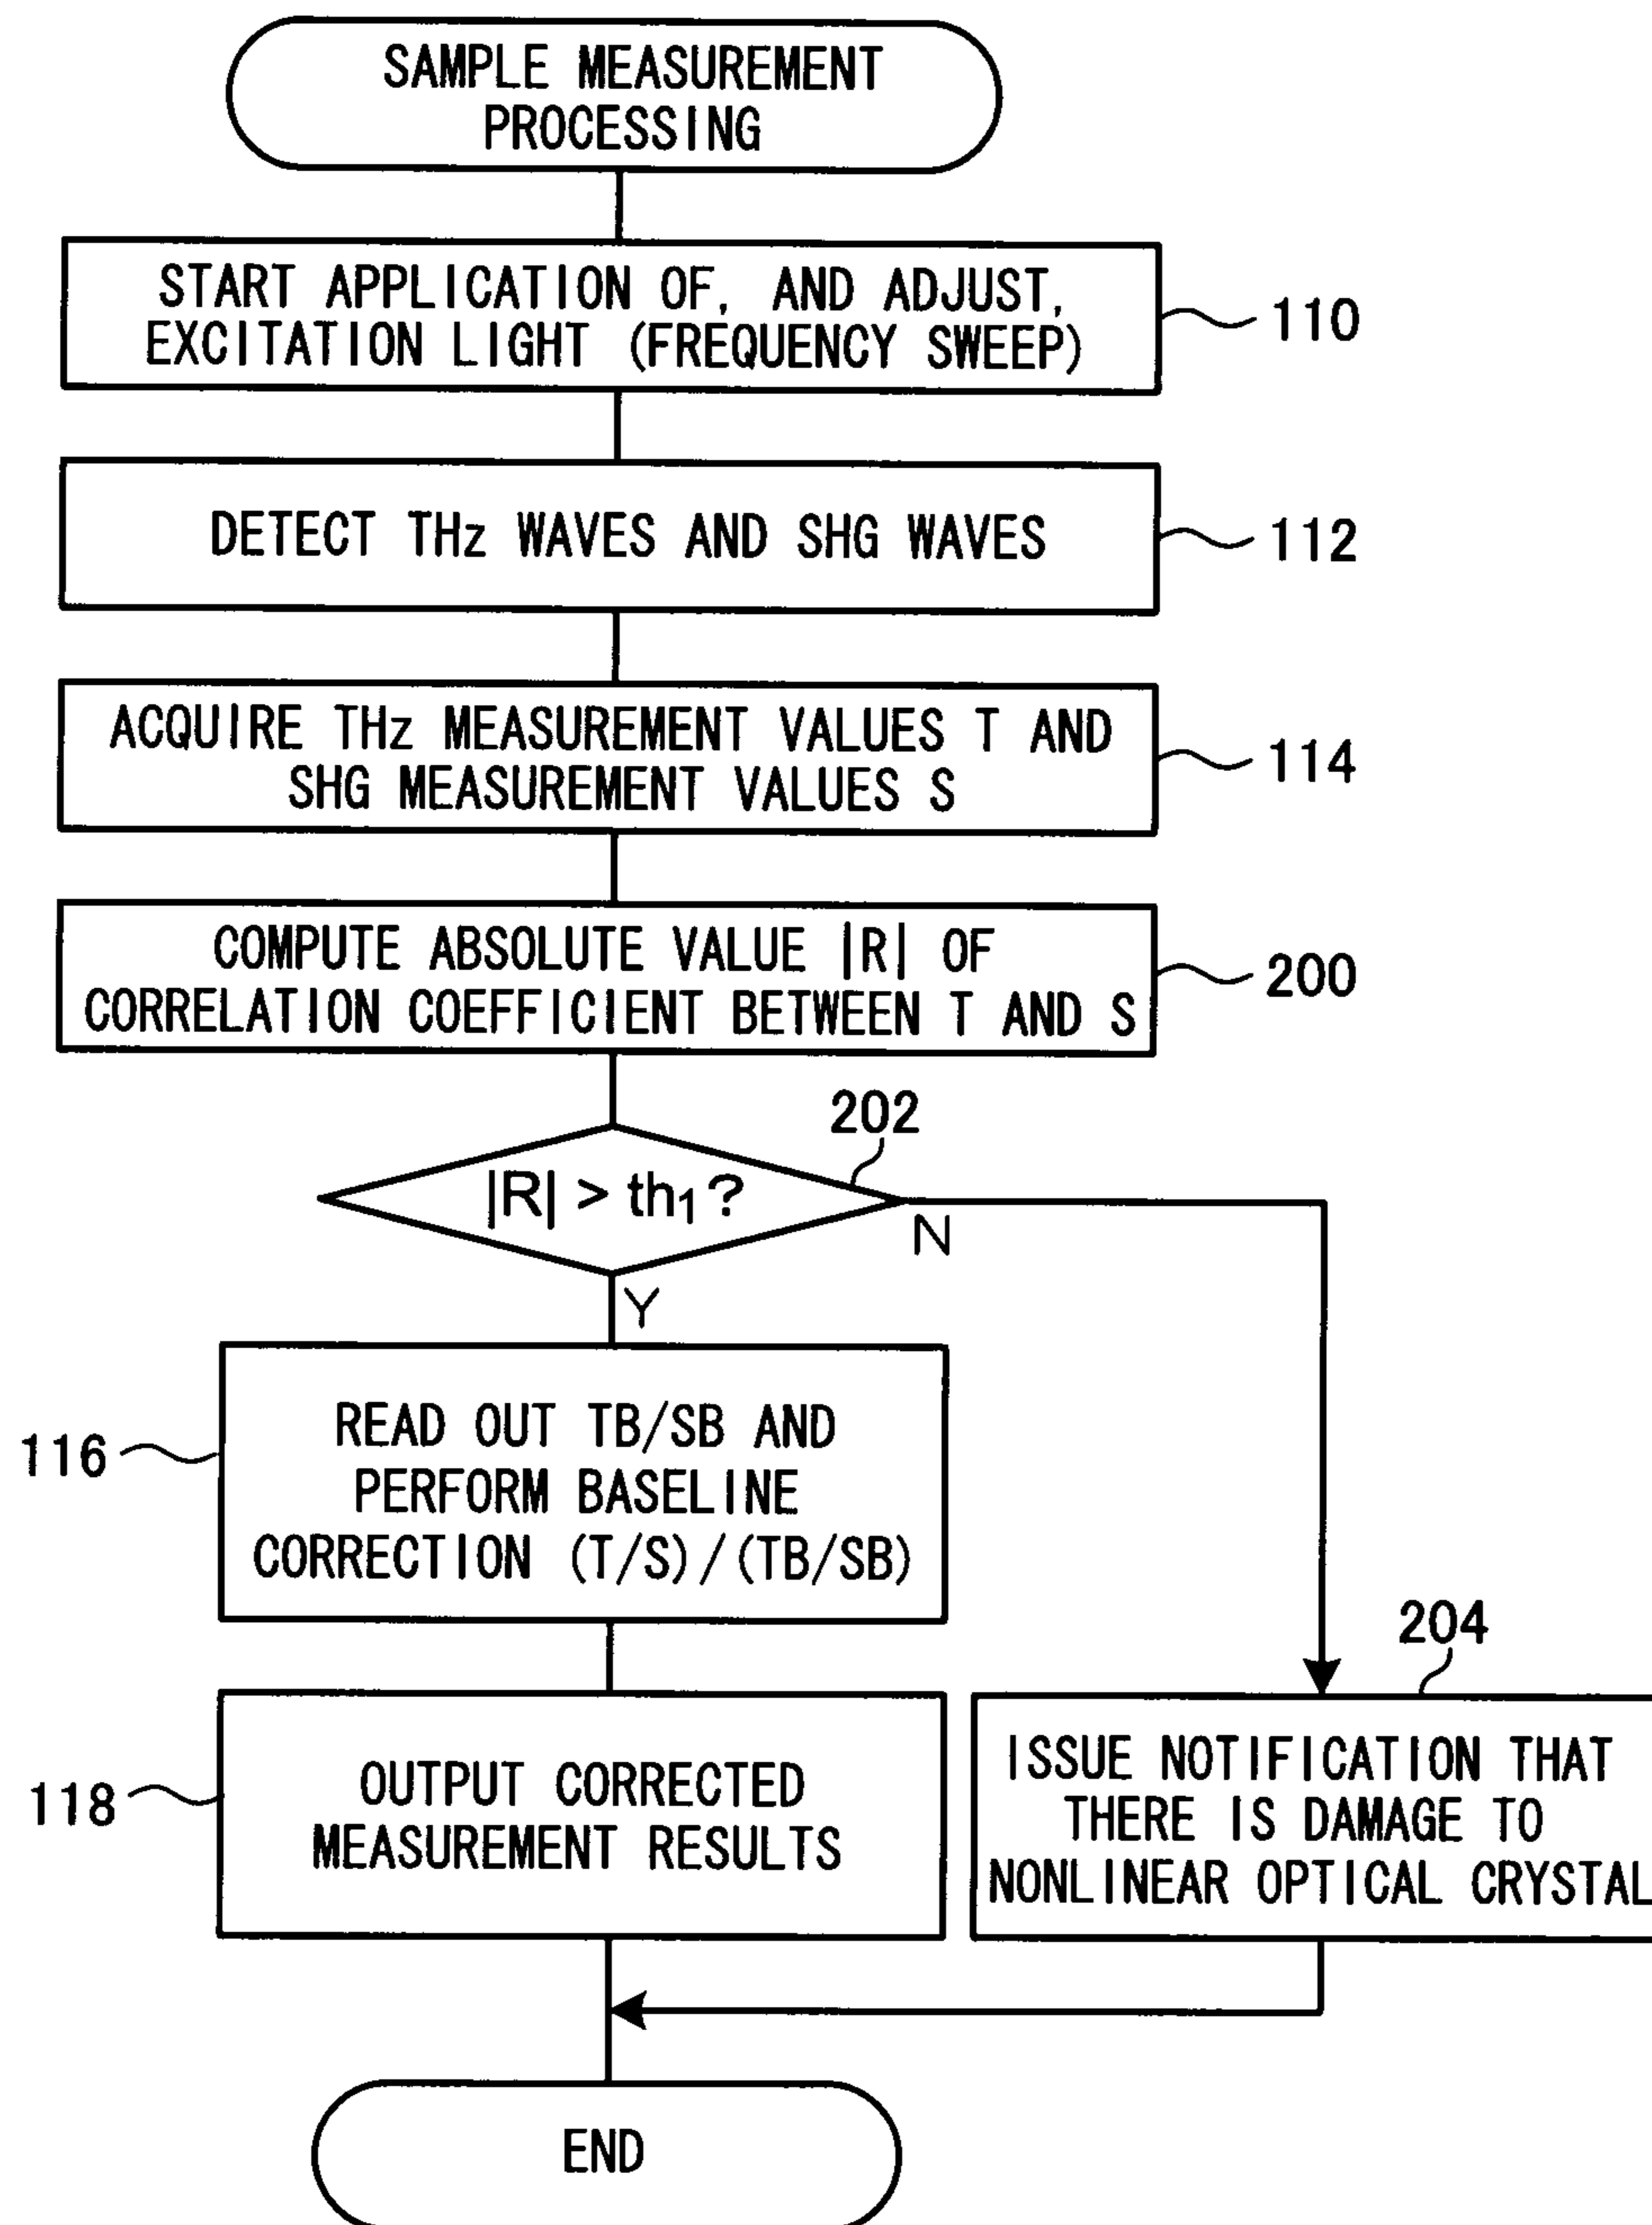 SAMPLE MEASUREMENT
PROCESSING
START APPLICATION OF, AND ADJUST,
EXCITATION LIGHT (FREQUENCY SWEEP)
110
DETECT THz WAVES AND SHG WAVES
112
ACQUIRE THz MEASUREMENT VALUES T AND
SHG MEASUREMENT VALUES S
114
COMPUTE ABSOLUTE VALUE |R| OF
CORRELATION COEFFICIENT BETWEEN T AND S
200
202
|R| > th₁?
N
Y
READ OUT TB/SB AND
PERFORM BASELINE
CORRECTION (T/S)/(TB/SB)
116
204
OUTPUT CORRECTED
MEASUREMENT RESULTS
118
ISSUE NOTIFICATION THAT
THERE IS DAMAGE TO
NONLINEAR OPTICAL CRYSTAL
END